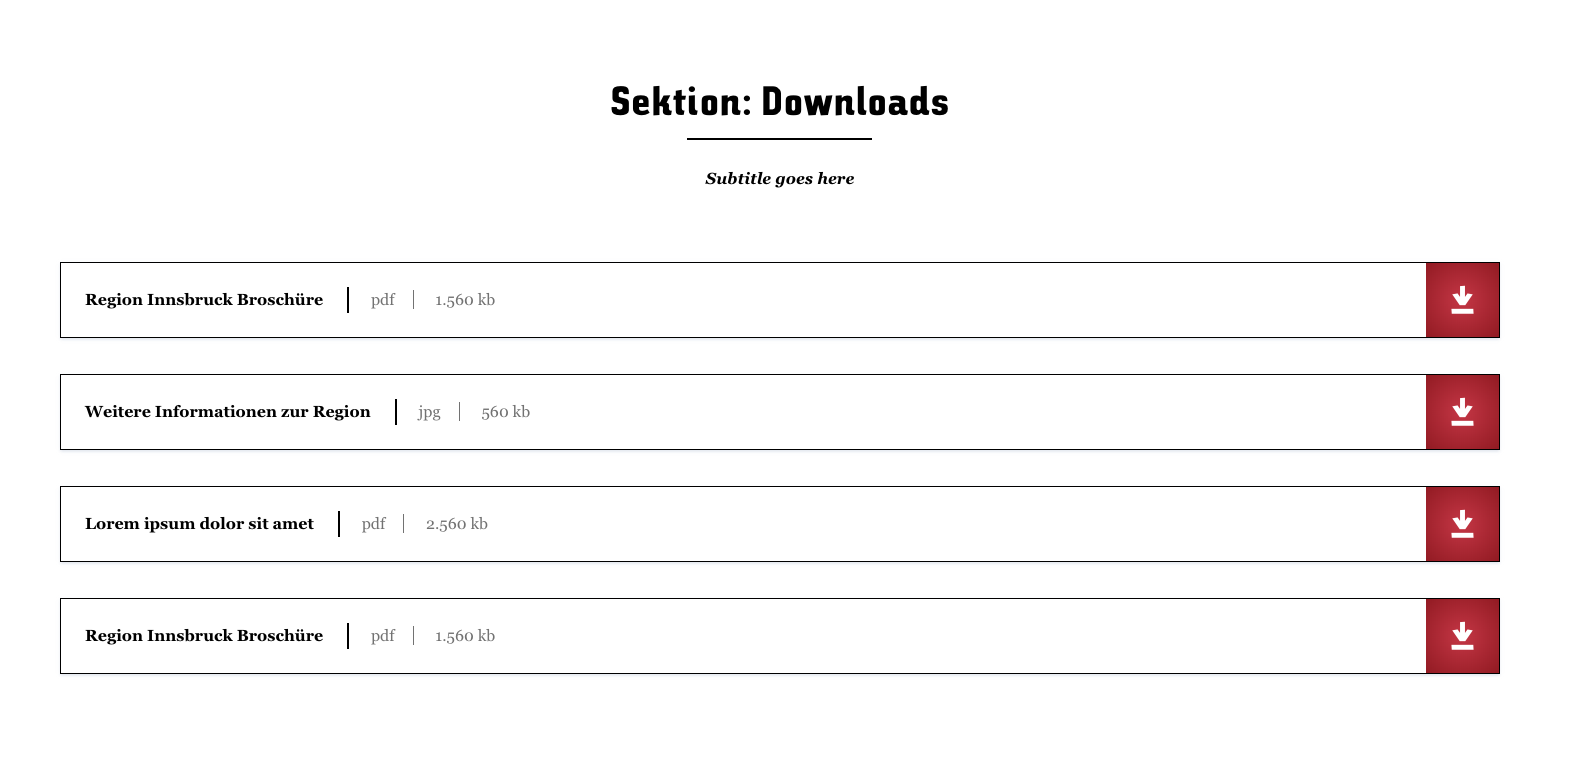 Sektion: Downloads
Subtitle goes here
Region Innsbruck Broschüre | pdf | 1.560 kb
Weitere Informationen zur Region | jpg | 560 kb
Lorem ipsum dolor sit amet | pdf | 2.560 kb
Region Innsbruck Broschüre | pdf | 1.560 kb